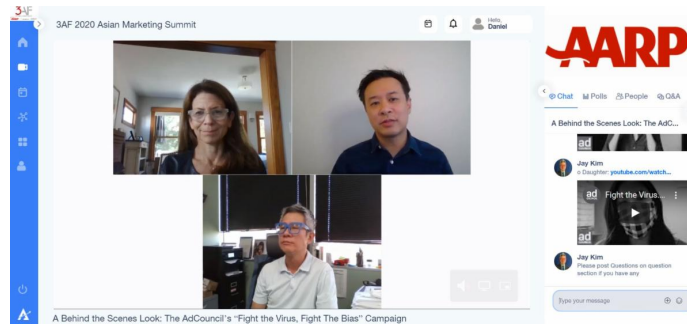 3AF
3AF 2020 Asian Marketing Summit
Hello,
Daniel
AARP
Chat
Polls
People
Q&A
A Behind the Scenes Look: The AdC...
ad
Jay Kim
o Daughter: youtube.com/watch...
ad
Fight the Virus...
ad
Jay Kim
Please post Questions on question
section if you have any
Type your message
A Behind the Scenes Look: The AdCouncil's "Fight the Virus, Fight The Bias" Campaign